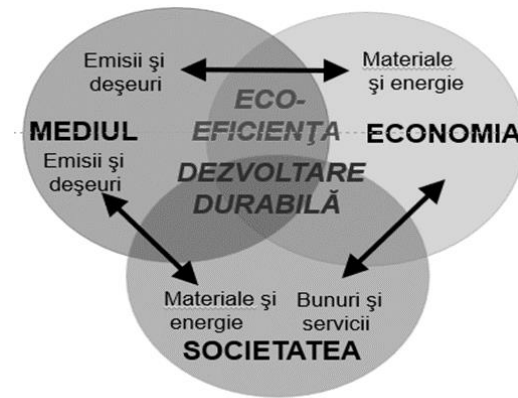 Emisii şi
deşeuri
Materiale
şi energie
ECO-
EFICIENŢA
MEDIUL
ECONOMIA
Emisii şi
deşeuri
DEZVOLTARE
DURABILĂ
Materiale şi
energie
Bunuri şi
servicii
SOCIETATEA